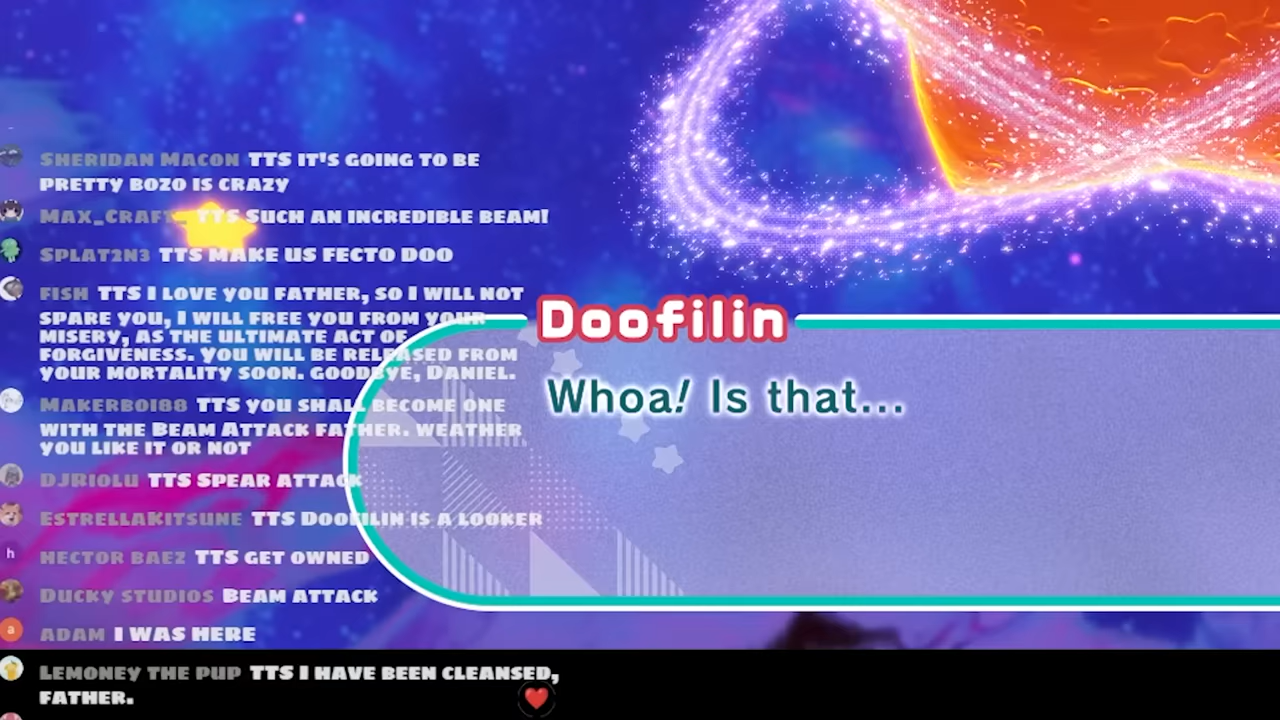 Sheridan Macon TTS it's going to be
pretty bozo is crazy
Max_Craft_ TTS Such an incredible beam!
Splat2n3 TTS make us fecto doo
Fish TTS I love you father, so I will not
spare you, I will free you from your
misery, as the ultimate act of
forgiveness. You will be released from
your mortality soon. goodbye, Daniel.
Makerboi88 TTS you shall become one
with the Beam Attack father. weather
you like it or not
DJRiolu TTS Spear attack
EstrellaKitsune TTS Doofilin is a looker
hector baez TTS get owned
Ducky studios Beam attack
adam I was here
Lemoney the pup TTS I have been cleansed,
father.
Doofilin
Whoa! Is that...
h
a